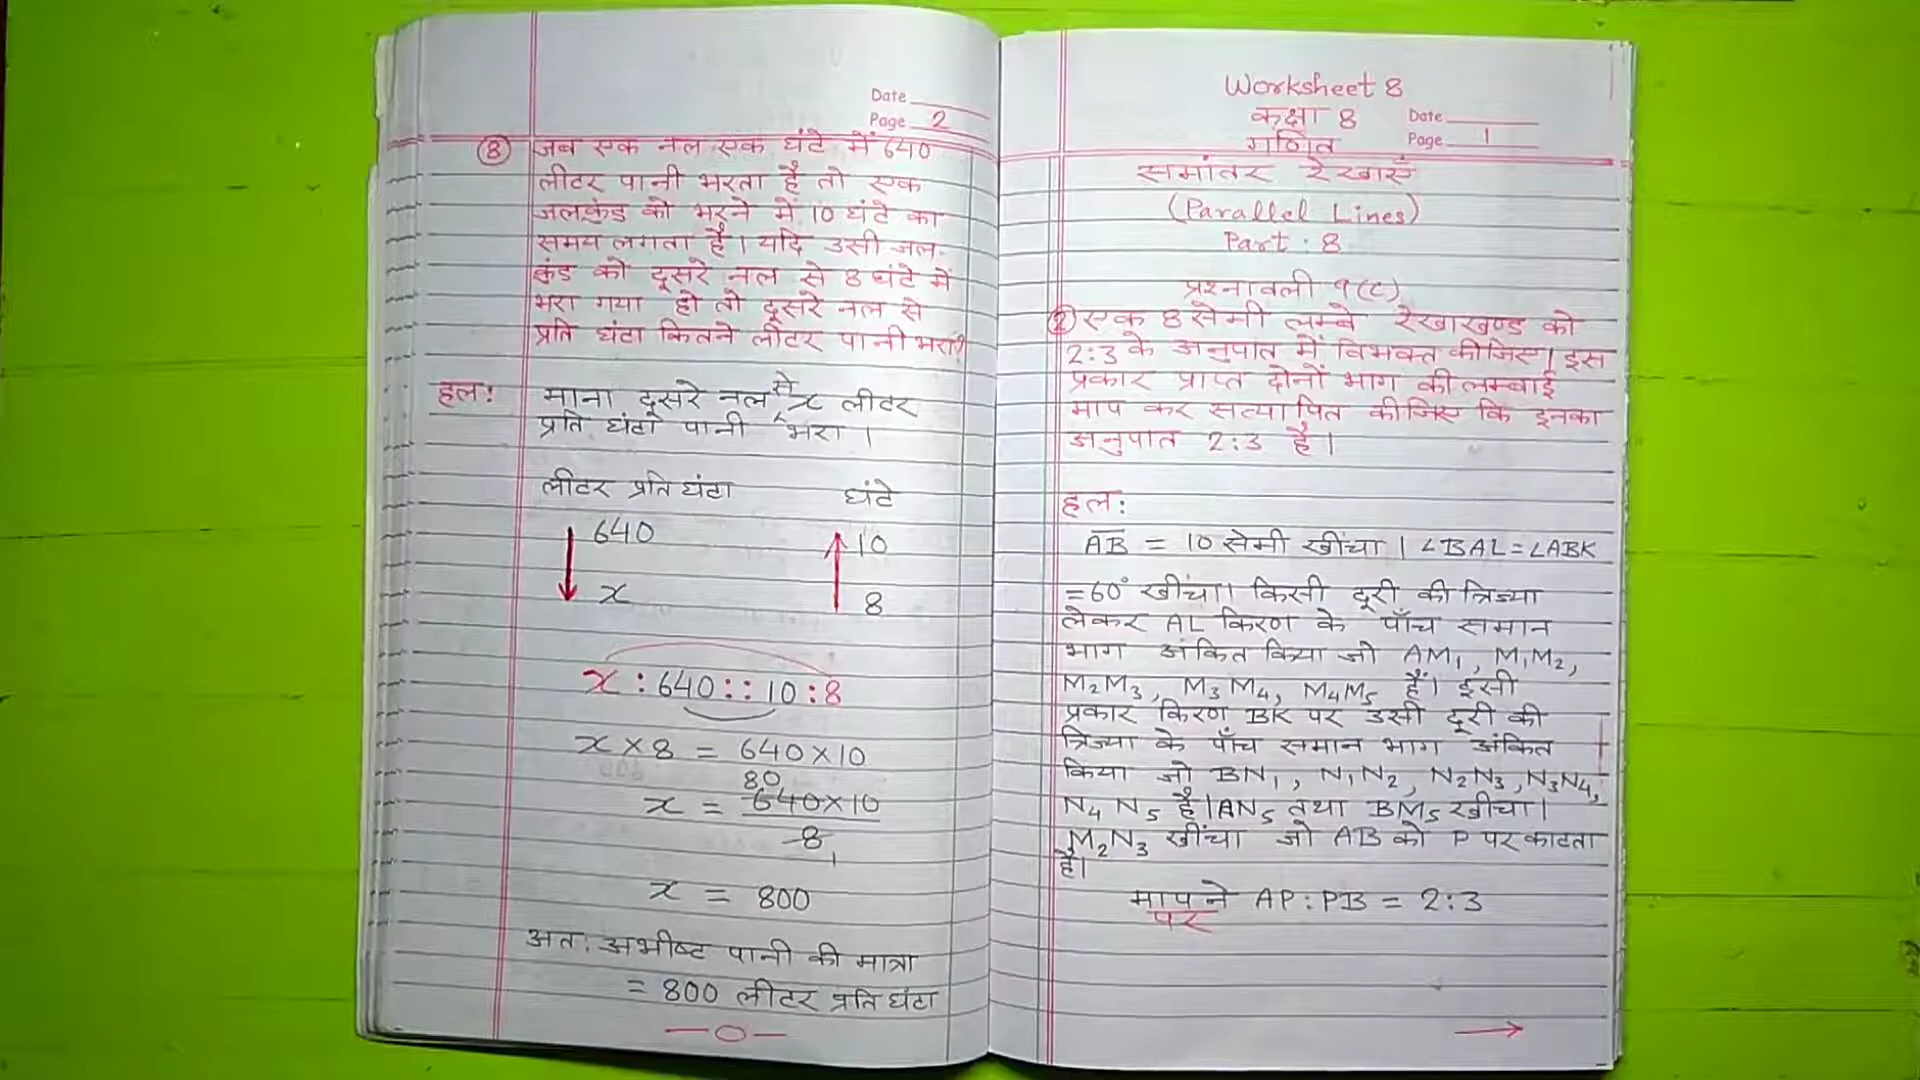 Date
Page 2
⑧ जब एक नल एक घंटे में 640
लीटर पानी भरता है तो एक
जलकुंड को भरने में 10 घंटे का
समय लगता है। यदि उसी जल-
कुंड को दूसरे नल से 8 घंटे में
भरा गया हो तो दूसरे नल से
प्रति घंटा कितने लीटर पानी भरा?
हल: माना दूसरे नल से x लीटर
प्रति घंटा पानी भरा।
लीटर प्रति घंटा घंटे
640 10
x 8
x : 640 :: 10 : 8
x × 8 = 640 × 10
80
x = 640×10
8
1
x = 800
अतः अभीष्ट पानी की मात्रा
= 800 लीटर प्रति घंटा
Worksheet 8
कक्षा 8
गणित
Date
Page 1
समांतर रेखाएँ
(Parallel Lines)
Part : 8
प्रश्नावली 9(c)
② एक 8 सेमी लम्बे रेखाखण्ड को
2:3 के अनुपात में विभक्त कीजिए। इस
प्रकार प्राप्त दोनों भाग की लम्बाई
माप कर सत्यापित कीजिए कि इनका
अनुपात 2:3 है।
हल:
AB = 10 सेमी खींचा। ∠BAL = ∠ABK
= 60° खींचा। किसी दूरी की त्रिज्या
लेकर AL किरण के पाँच समान
भाग अंकित किया जो AM₁, M₁M₂,
M₂M₃, M₃M₄, M₄M₅ हैं। इसी
प्रकार किरण BK पर उसी दूरी की
त्रिज्या के पाँच समान भाग अंकित
किया जो BN₁, N₁N₂, N₂N₃, N₃N₄,
N₄N₅ है। AN₅ तथा BM₅ खींचा।
M₂N₃ खींचा जो AB को P पर काटता
है।
मापने पर AP : PB = 2:3